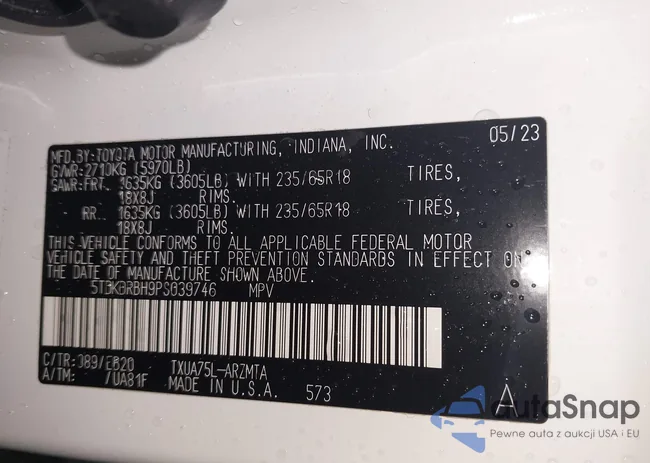 MFD. BY: TOYOTA MOTOR MANUFACTURING, INDIANA, INC. 05/23
GVWR: 2710KG (5970LB)
GAWR: FRT. 1635KG (3605LB) WITH 235/65R18 TIRES,
18X8J RIMS.
RR. 1635KG (3605LB) WITH 235/65R18 TIRES,
18X8J RIMS.
THIS VEHICLE CONFORMS TO ALL APPLICABLE FEDERAL MOTOR
VEHICLE SAFETY AND THEFT PREVENTION STANDARDS IN EFFECT ON
THE DATE OF MANUFACTURE SHOWN ABOVE.
5TDKDRBH9PS039746 MPV
C/TR: 089/EB20 TXUA75L-ARZMTA
A/TM: /UA81F MADE IN U.S.A. 573 A
autoSnap
Pewne auta z aukcji USA i EU